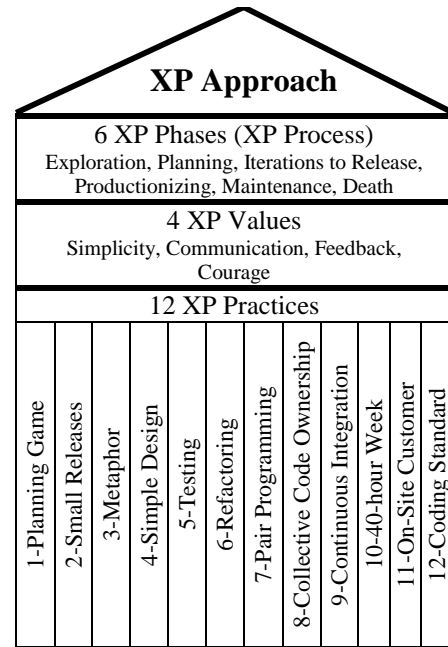 XP Approach
6 XP Phases (XP Process)
Exploration, Planning, Iterations to Release,
Productionizing, Maintenance, Death
4 XP Values
Simplicity, Communication, Feedback,
Courage
12 XP Practices
1-Planning Game
2-Small Releases
3-Metaphor
4-Simple Design
5-Testing
6-Refactoring
7-Pair Programming
8-Collective Code Ownership
9-Continuous Integration
10-40-hour Week
11-On-Site Customer
12-Coding Standard